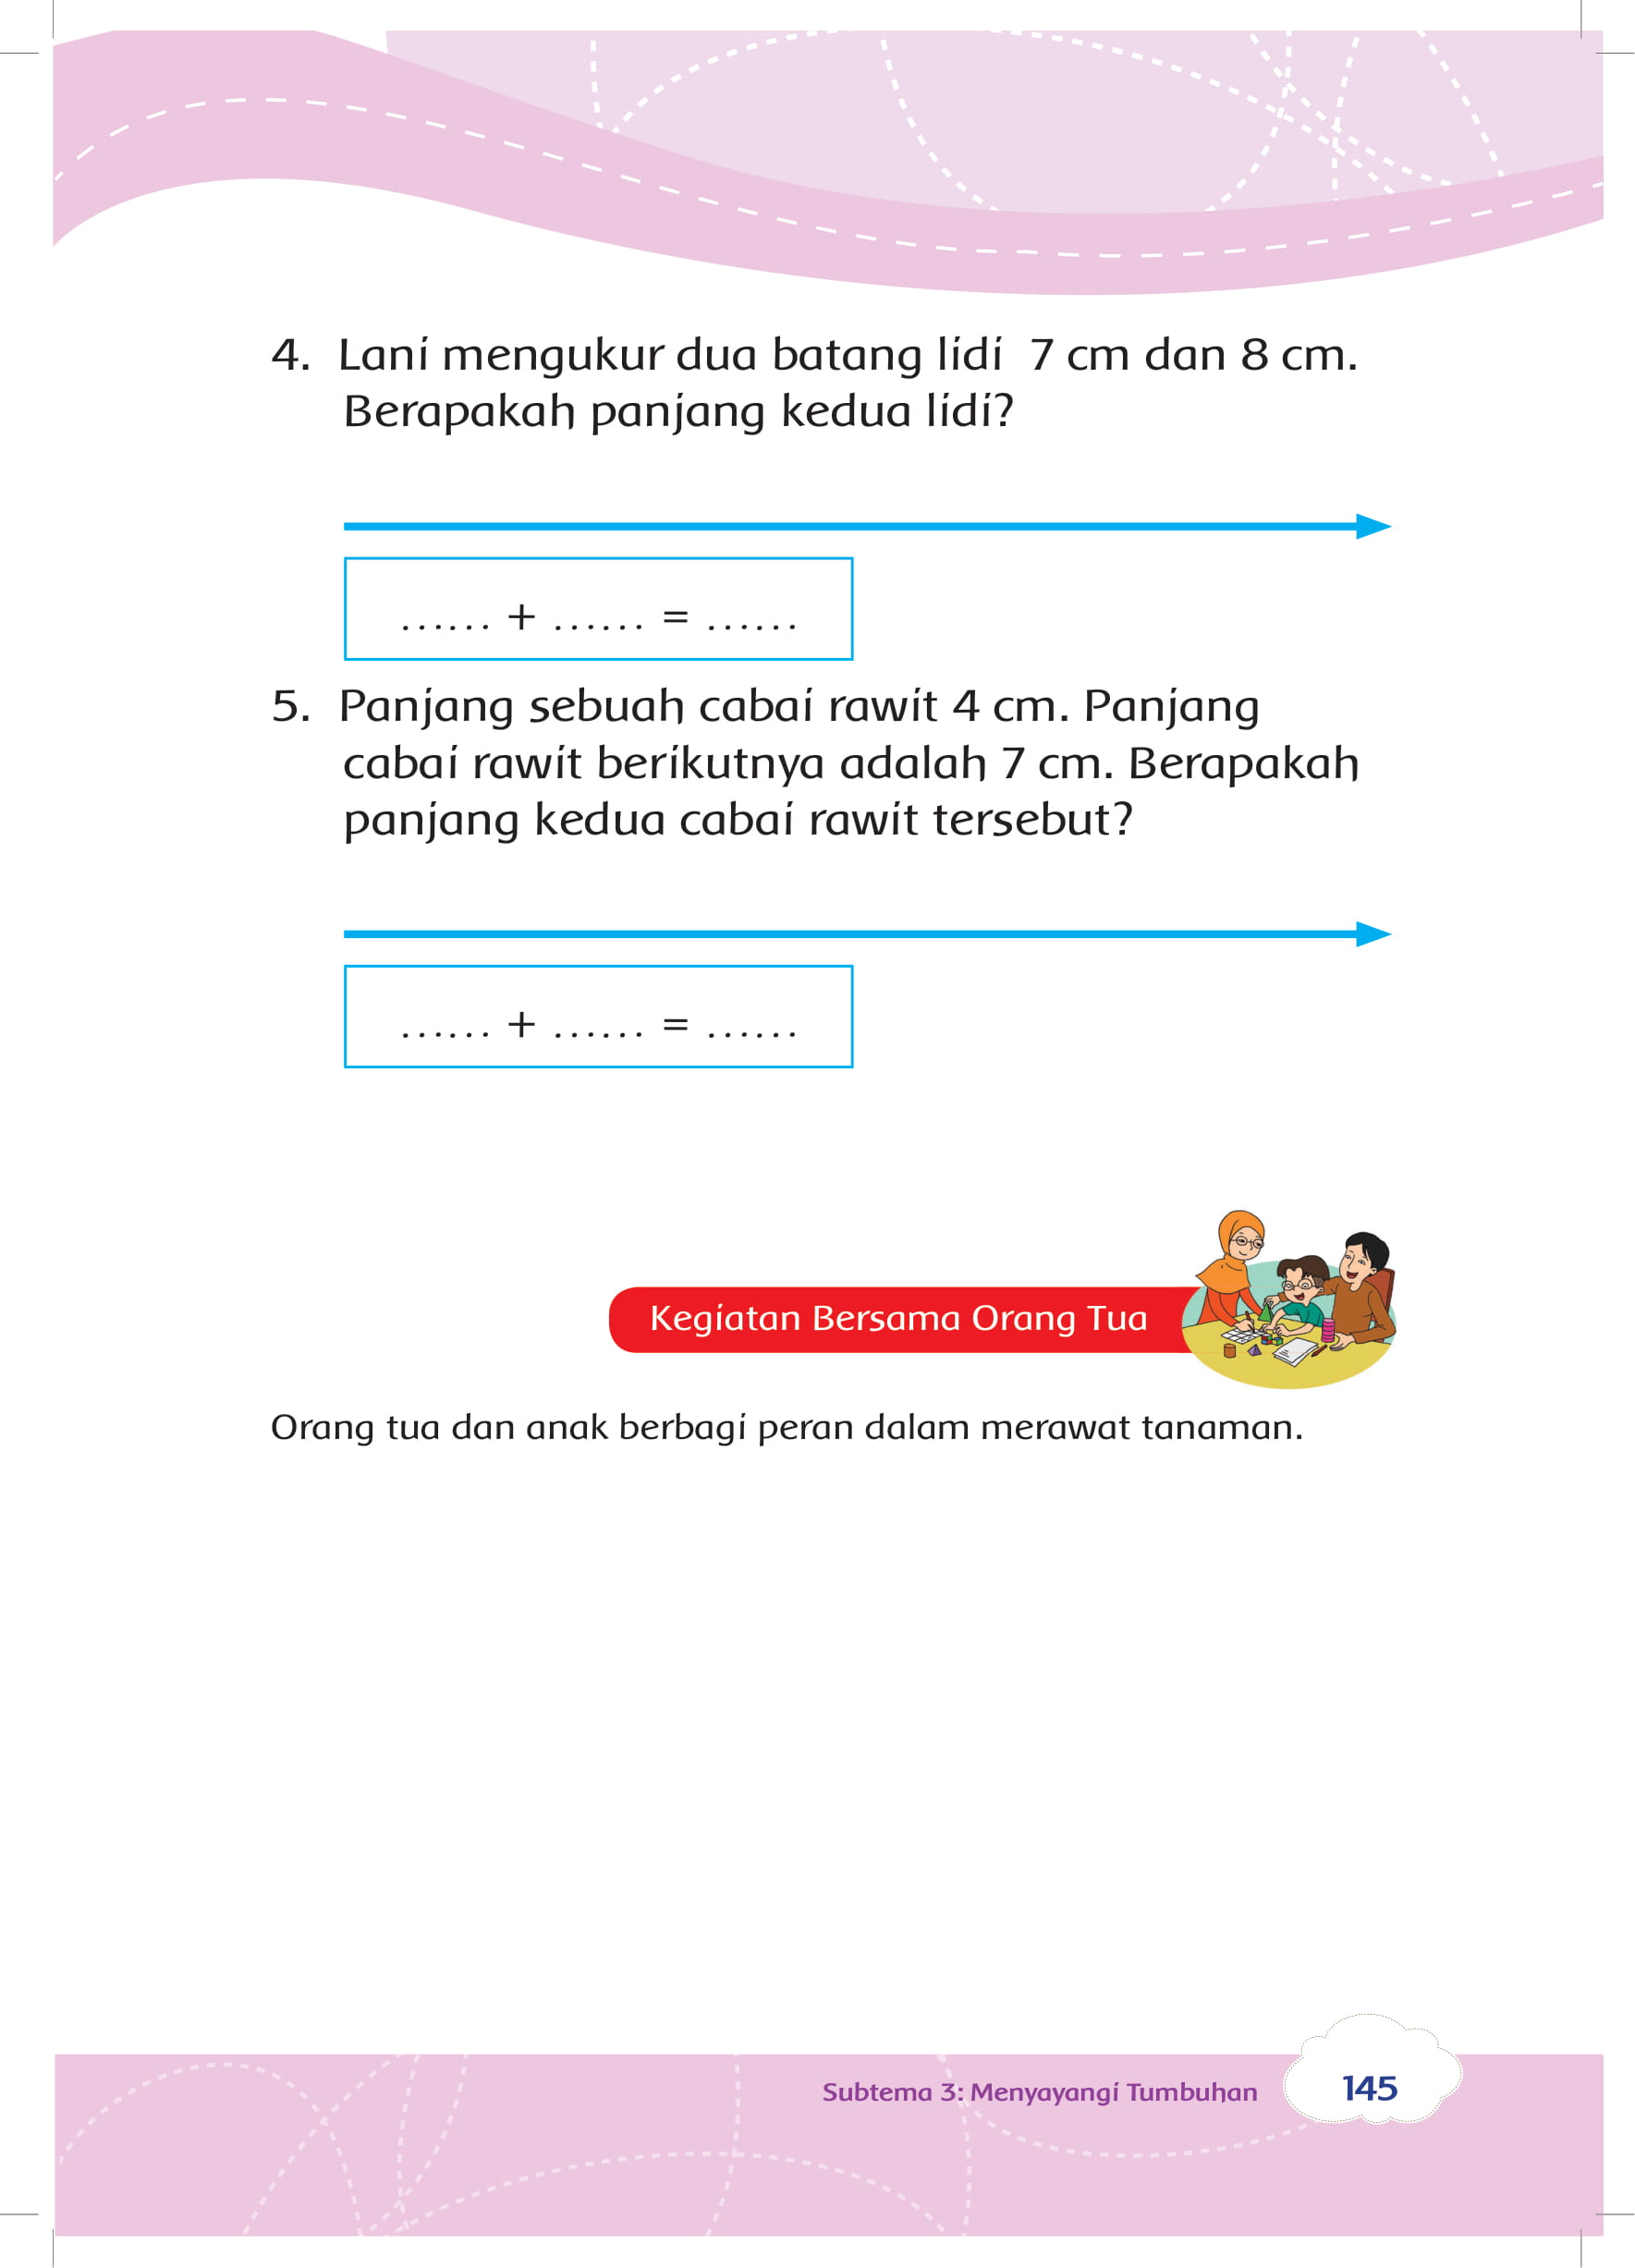 4. Lani mengukur dua batang lidi 7 cm dan 8 cm.
Berapakah panjang kedua lidi?
...... + ...... = ......
5. Panjang sebuah cabai rawit 4 cm. Panjang
cabai rawit berikutnya adalah 7 cm. Berapakah
panjang kedua cabai rawit tersebut?
...... + ...... = ......
Kegiatan Bersama Orang Tua
Orang tua dan anak berbagi peran dalam merawat tanaman.
Subtema 3: Menyayangi Tumbuhan
145